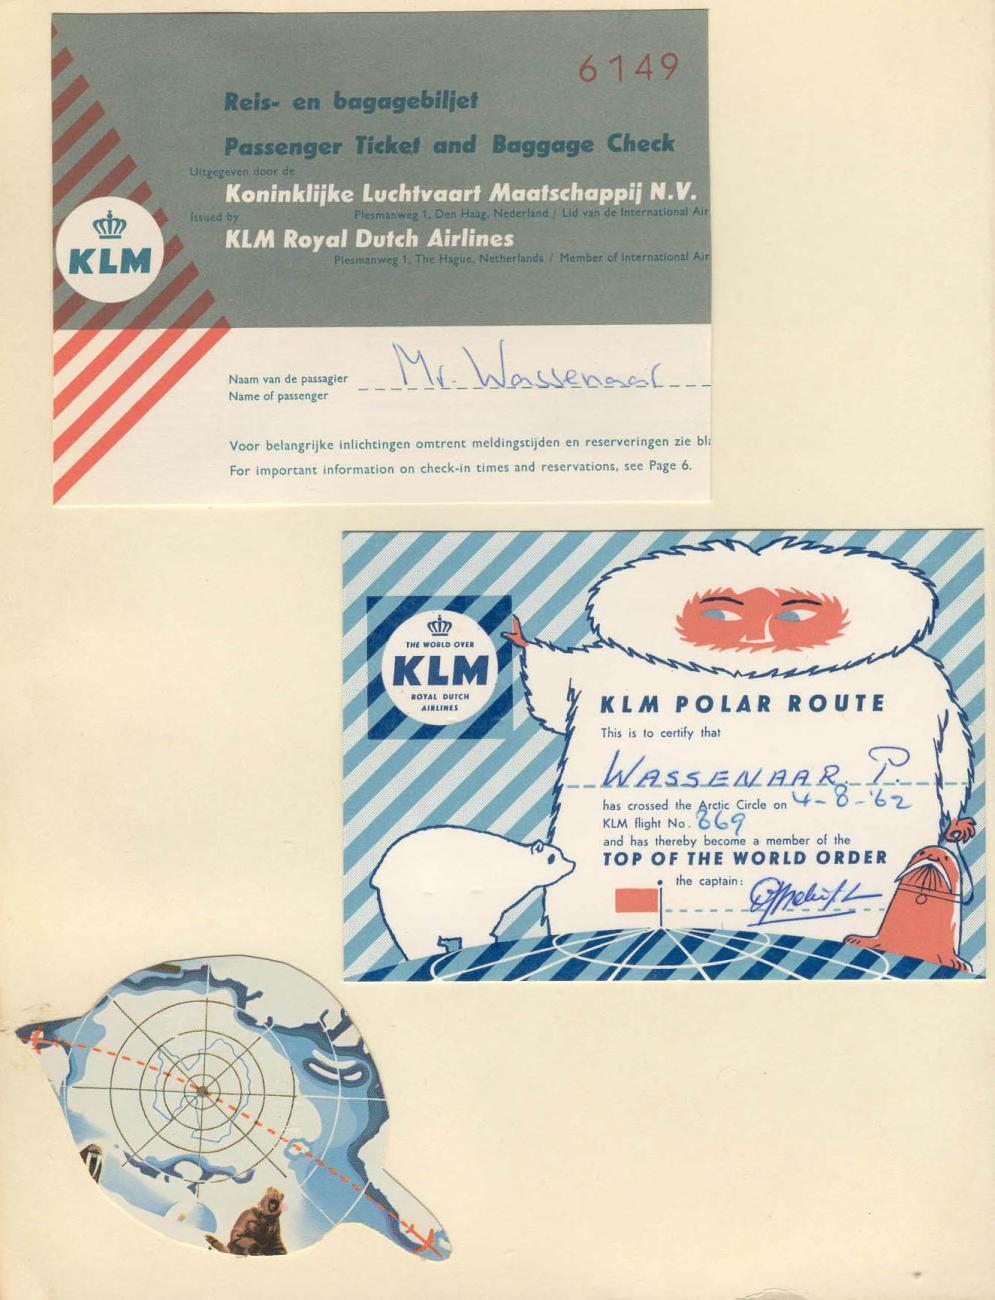 6149
Reis- en bagagebiljet
Passenger Ticket and Baggage Check
Uitgegeven door de
Koninklijke Luchtvaart Maatschappij N.V.
Plesmanweg 1, Den Haag, Nederland / Lid van de International Air
Issued by
KLM Royal Dutch Airlines
Plesmanweg 1, The Hague, Netherlands / Member of International Air
KLM
Naam van de passagier
Mr. Wassenaar
Name of passenger
Voor belangrijke inlichtingen omtrent meldingstijden en reserveringen zie
For important information on check-in times and reservations, see Page 6.
THE WORLD OVER
KLM
ROYAL DUTCH
AIRLINES
KLM POLAR ROUTE
This is to certify that
WASSENAAR. P.
has crossed the Arctic Circle on 4-8-'62
KLM flight No. 869
and has thereby become a member of the
TOP OF THE WORLD ORDER
the captain: